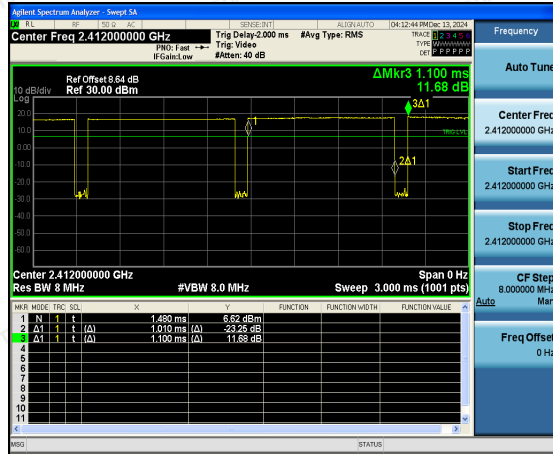 Agilent Spectrum Analyzer - Swept SA
RL RF 50 Ω AC SENSE:INT ALIGN AUTO 04:12:44 PM Dec 13, 2024
Center Freq 2.412000000 GHz
PNO: Fast
IFGain:Low
Trig Delay-2.000 ms
Trig: Video
#Atten: 40 dB
#Avg Type: RMS
TRACE 1 2 3 4 5 6
TYPE WWWWWW
DET P P P P P P
Frequency
Auto Tune
Center Freq
2.412000000 GHz
Start Freq
2.412000000 GHz
Stop Freq
2.412000000 GHz
CF Step
8.000000 MHz
Auto Man
Freq Offset
0 Hz
Ref Offset 8.64 dB
10 dB/div Ref 30.00 dBm
Log
ΔMkr3 1.100 ms
11.68 dB
20.0
10.0
0.00
-10.0
-20.0
-30.0
-40.0
-50.0
-60.0
1
3Δ1
TRIG LVL
2Δ1
Center 2.412000000 GHz Span 0 Hz
Res BW 8 MHz #VBW 8.0 MHz Sweep 3.000 ms (1001 pts)
MKR MODE TRC SCL X Y FUNCTION FUNCTION WIDTH FUNCTION VALUE
1 N 1 t 1.480 ms 6.62 dBm
2 Δ1 1 t (Δ) 1.010 ms (Δ) -23.25 dB
3 Δ1 1 t (Δ) 1.100 ms (Δ) 11.68 dB
4
5
6
7
8
9
10
11
MSG STATUS